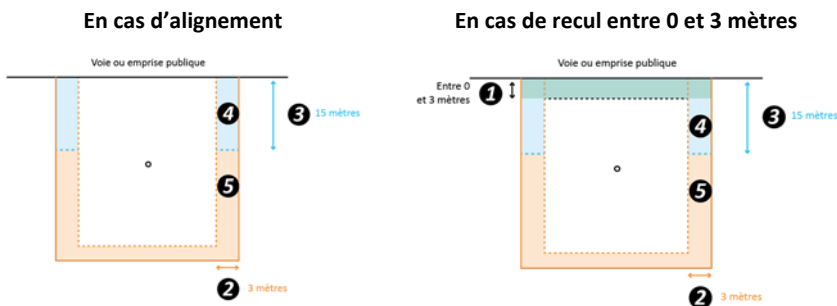 En cas d’alignement
Voie ou emprise publique
4
3 15 mètres
5
2 3 mètres
En cas de recul entre 0 et 3 mètres
Voie ou emprise publique
Entre 0
et 3 mètres
1
4
3 15 mètres
5
2 3 mètres